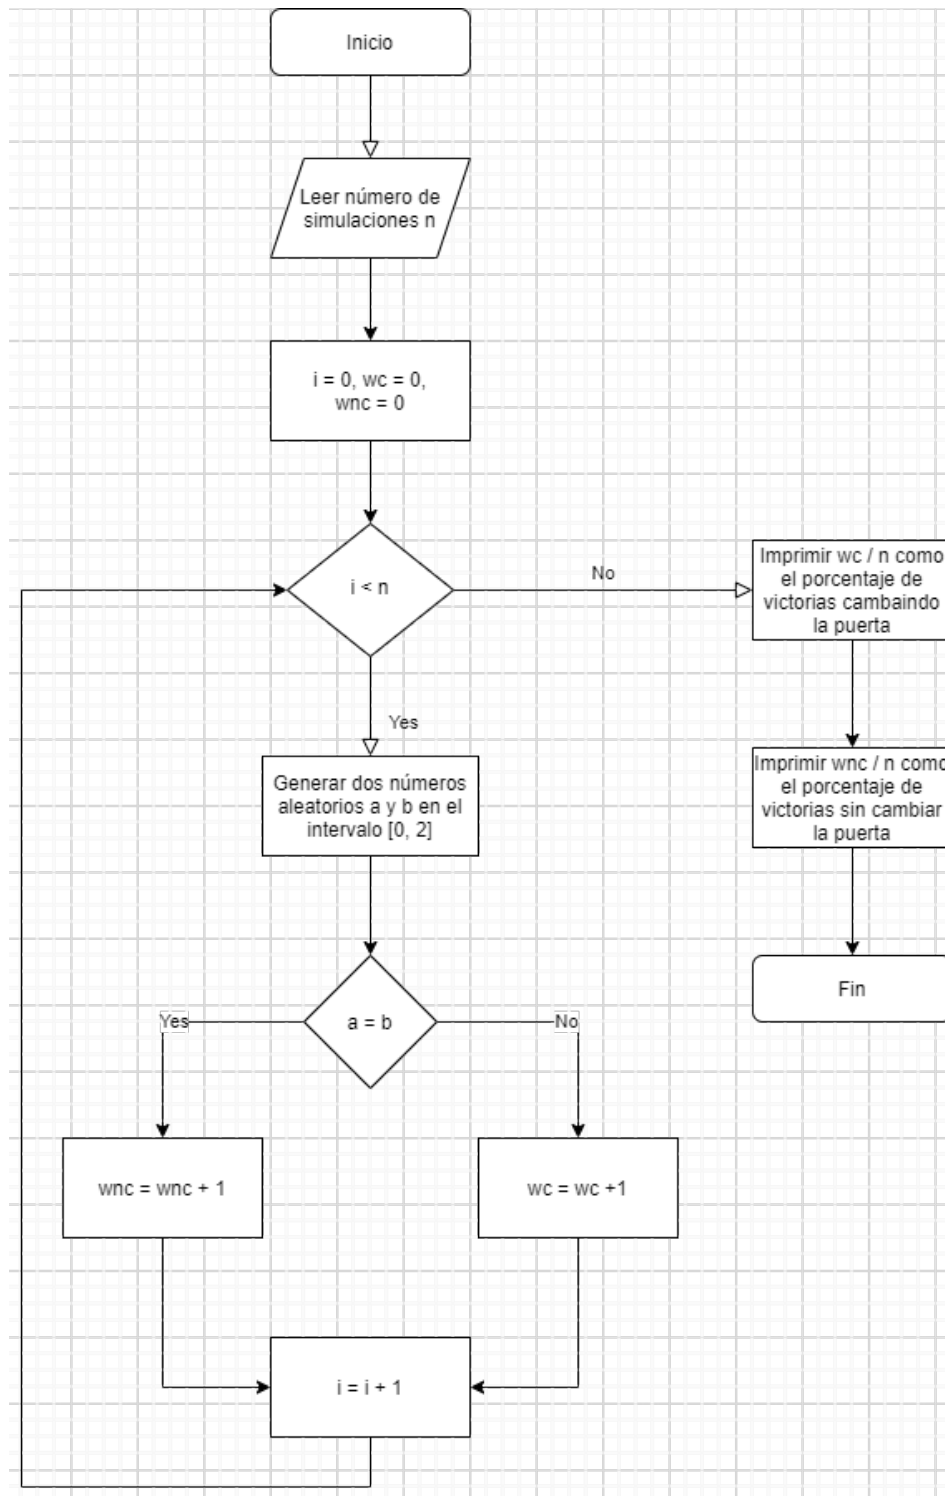 Inicio
Leer número de
simulaciones n
i = 0, wc = 0,
wnc = 0
i < n
No
Yes
Imprimir wc / n como
el porcentaje de
victorias cambaindo
la puerta
Imprimir wnc / n como
el porcentaje de
victorias sin cambiar
la puerta
Fin
Generar dos números
aleatorios a y b en el
intervalo [0, 2]
a = b
Yes
No
wnc = wnc + 1
wc = wc +1
i = i + 1